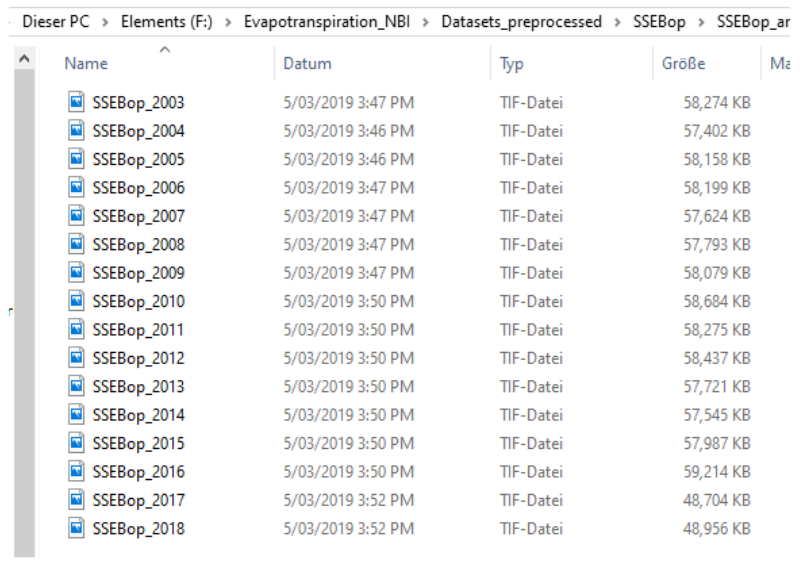 Dieser PC > Elements (F:) > Evapotranspiration_NBI > Datasets_preprocessed > SSEBop >
Name Datum Typ Größe
SSEBop_2003 5/03/2019 3:47 PM TIF-Datei 58,274 KB
SSEBop_2004 5/03/2019 3:46 PM TIF-Datei 57,402 KB
SSEBop_2005 5/03/2019 3:46 PM TIF-Datei 58,158 KB
SSEBop_2006 5/03/2019 3:47 PM TIF-Datei 58,199 KB
SSEBop_2007 5/03/2019 3:47 PM TIF-Datei 57,624 KB
SSEBop_2008 5/03/2019 3:47 PM TIF-Datei 57,793 KB
SSEBop_2009 5/03/2019 3:47 PM TIF-Datei 58,079 KB
SSEBop_2010 5/03/2019 3:50 PM TIF-Datei 58,684 KB
SSEBop_2011 5/03/2019 3:50 PM TIF-Datei 58,275 KB
SSEBop_2012 5/03/2019 3:50 PM TIF-Datei 58,437 KB
SSEBop_2013 5/03/2019 3:50 PM TIF-Datei 57,721 KB
SSEBop_2014 5/03/2019 3:50 PM TIF-Datei 57,545 KB
SSEBop_2015 5/03/2019 3:50 PM TIF-Datei 57,987 KB
SSEBop_2016 5/03/2019 3:50 PM TIF-Datei 59,214 KB
SSEBop_2017 5/03/2019 3:52 PM TIF-Datei 48,704 KB
SSEBop_2018 5/03/2019 3:52 PM TIF-Datei 48,956 KB